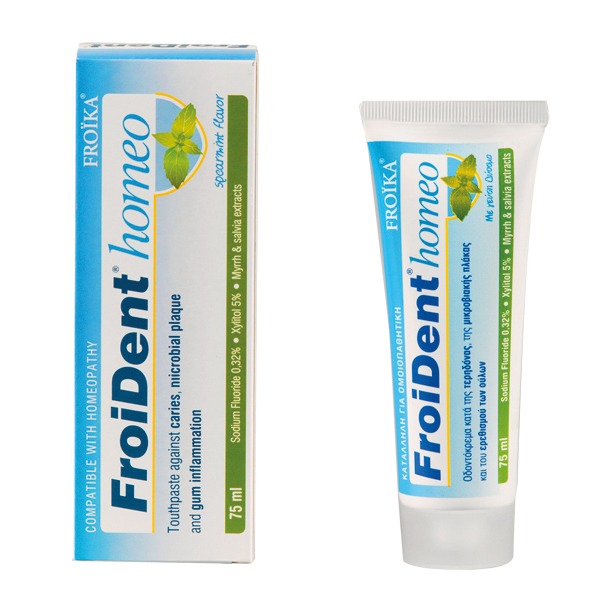 FroiDent
FROÏKA®
COMPATIBLE WITH HOMEOPATHY
FroiDent® homeo
spearmint flavor
Toothpaste against caries, nicrobial plaque
and gum inflammation
75 ml
Sodium Fluoride 0,32% • Xylitol 5% • Myrrh & salvia extracts
FROÏKA®
ΚΑΤΑΛΛΗΛΗ ΓΙΑ ΟΜΟΙΟΠΑΘΗΤΙΚΗ
FroiDent® homeo
Με γεύση Δυόσμο
Οδοντόκρεμα κατά της τερηδόνας, της μικροβιακής πλάκας
και του ερεθισμού των ούλων
75 ml
Sodium Fluoride 0.32% • Xylitol 5% • Myrrh & salvia extracts